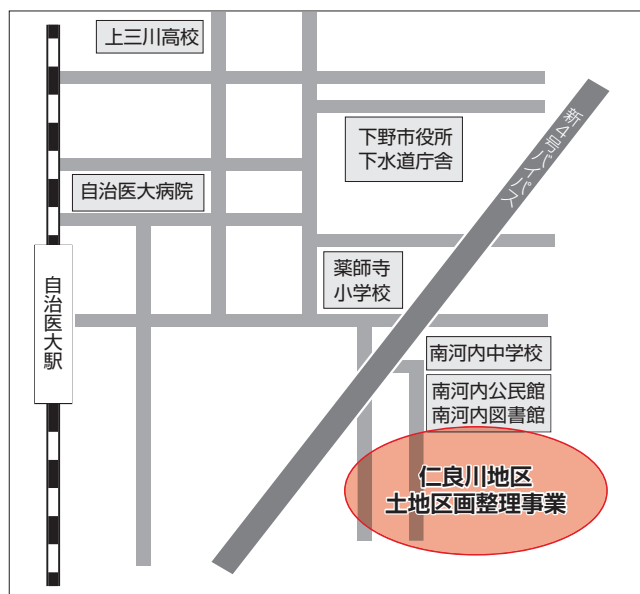 上三川高校
新4号バイパス
下野市役所
下水道庁舎
自治医大病院
薬師寺
小学校
自治医大駅
南河内中学校
南河内公民館
南河内図書館
仁良川地区
土地区画整理事業